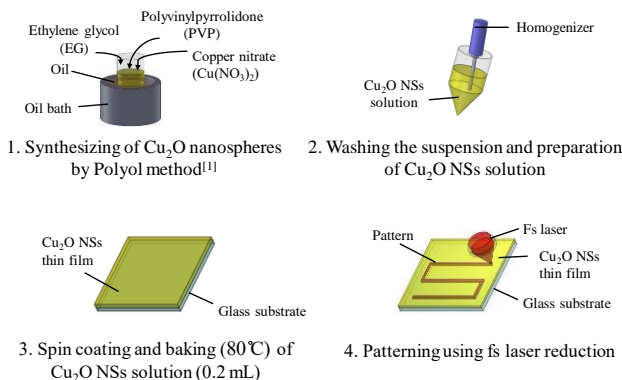 Ethylene glycol
(EG)
Polyvinylpyrrolidone
(PVP)
Copper nitrate
(Cu(NO₃)₂)
Oil
Oil bath
1. Synthesizing of Cu₂O nanospheres
by Polyol method[1]
Homogenizer
Cu₂O NSs
solution
2. Washing the suspension and preparation
of Cu₂O NSs solution
Cu₂O NSs
thin film
Glass substrate
3. Spin coating and baking (80℃) of
Cu₂O NSs solution (0.2 mL)
Pattern
Fs laser
Cu₂O NSs
thin film
Glass substrate
4. Patterning using fs laser reduction